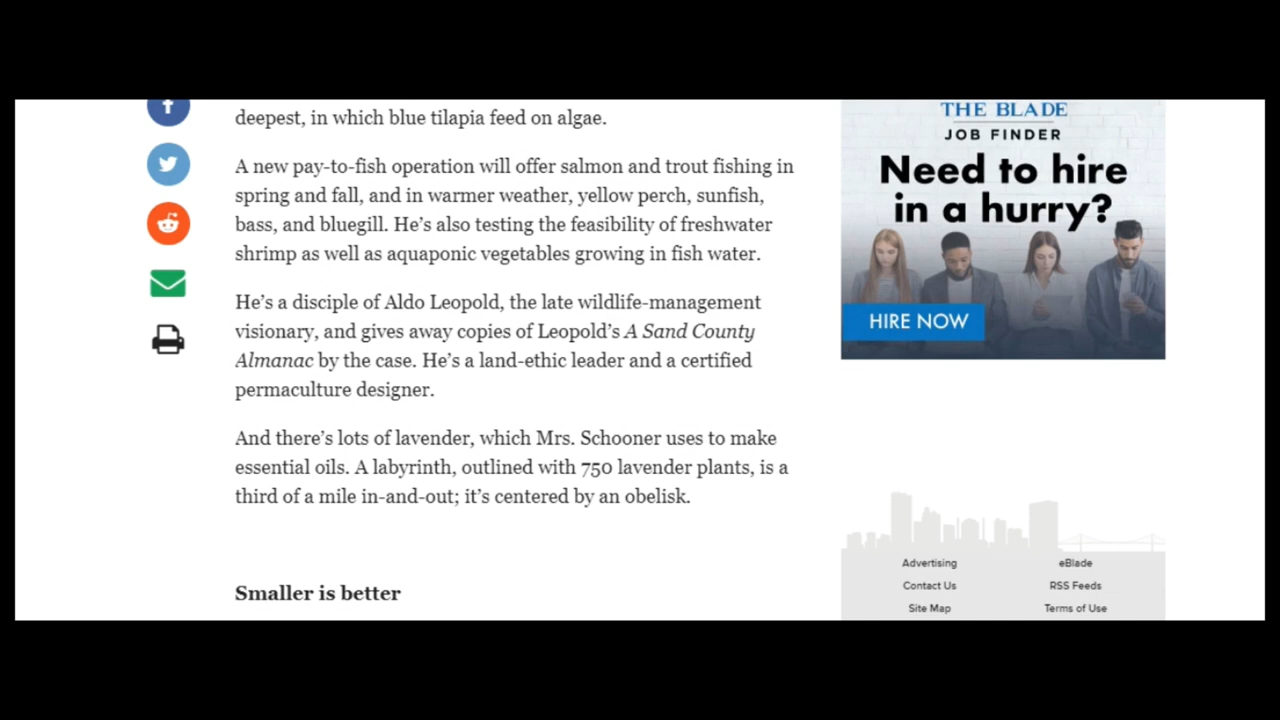 deepest, in which blue tilapia feed on algae.
A new pay-to-fish operation will offer salmon and trout fishing in
spring and fall, and in warmer weather, yellow perch, sunfish,
bass, and bluegill. He’s also testing the feasibility of freshwater
shrimp as well as aquaponic vegetables growing in fish water.
He’s a disciple of Aldo Leopold, the late wildlife-management
visionary, and gives away copies of Leopold’s A Sand County
Almanac by the case. He’s a land-ethic leader and a certified
permaculture designer.
And there’s lots of lavender, which Mrs. Schooner uses to make
essential oils. A labyrinth, outlined with 750 lavender plants, is a
third of a mile in-and-out; it’s centered by an obelisk.
Smaller is better
THE BLADE
JOB FINDER
Need to hire
in a hurry?
HIRE NOW
Advertising
eBlade
Contact Us
RSS Feeds
Site Map
Terms of Use